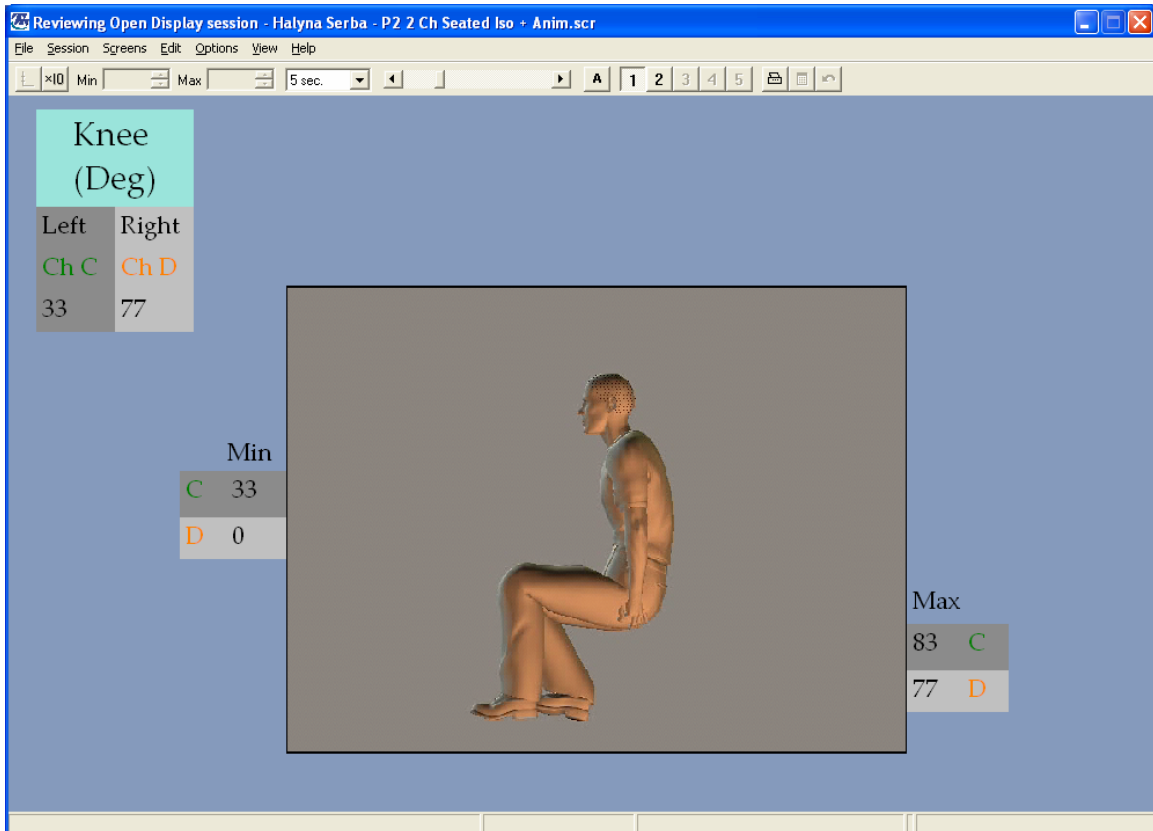 Reviewing Open Display session - Halyna Serba - P2 2 Ch Seated Iso + Anim.scr
File Session Screens Edit Options View Help
×10 Min Max 5 sec. A 1 2 3 4 5
Knee
(Deg)
Left Right
Ch C Ch D
33 77
Min
C 33
D 0
Max
83 C
77 D